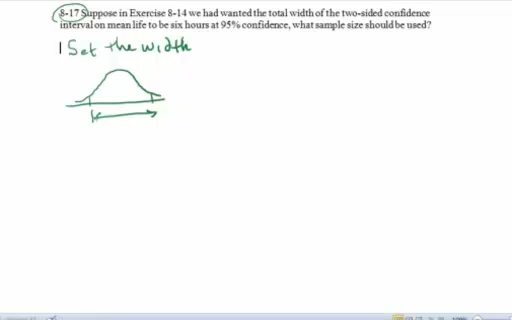 8-17 Suppose in Exercise 8-14 we had wanted the total width of the two-sided confidence
interval on mean life to be six hours at 95% confidence, what sample size should be used?
Set the width